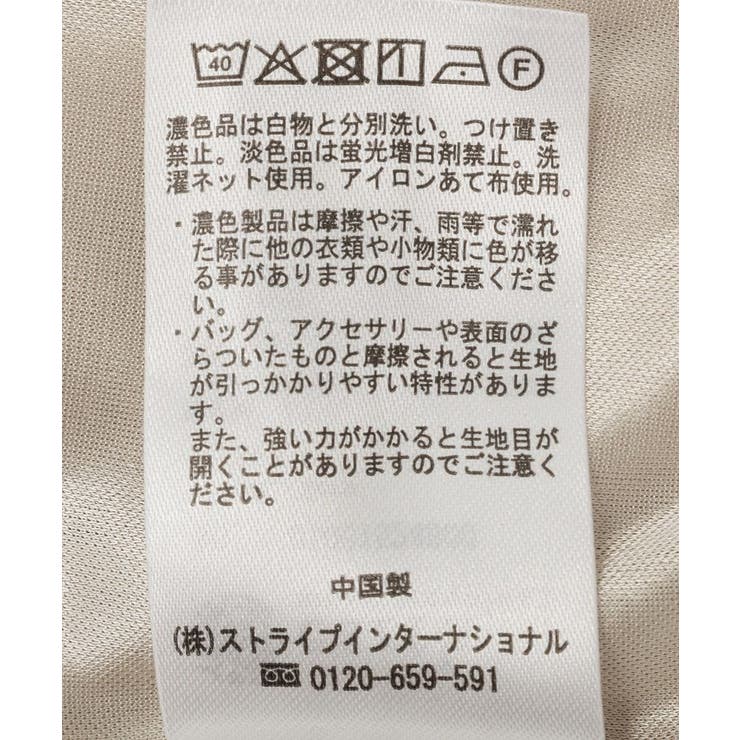 40 F
濃色品は白物と分別洗い。つけ置き
禁止。淡色品は蛍光増白剤禁止。洗
濯ネット使用。アイロンあて布使用。
・濃色製品は摩擦や汗、雨等で濡れ
た際に他の衣類や小物類に色が移
る事がありますのでご注意くださ
い。
・バッグ、アクセサリーや表面のざ
らついたものと摩擦されると生地
が引っかかりやすい特性がありま
す。
また、強い力がかかると生地目が
開くことがありますのでご注意く
ださい。
中国製
(株)ストライプインターナショナル
0120-659-591